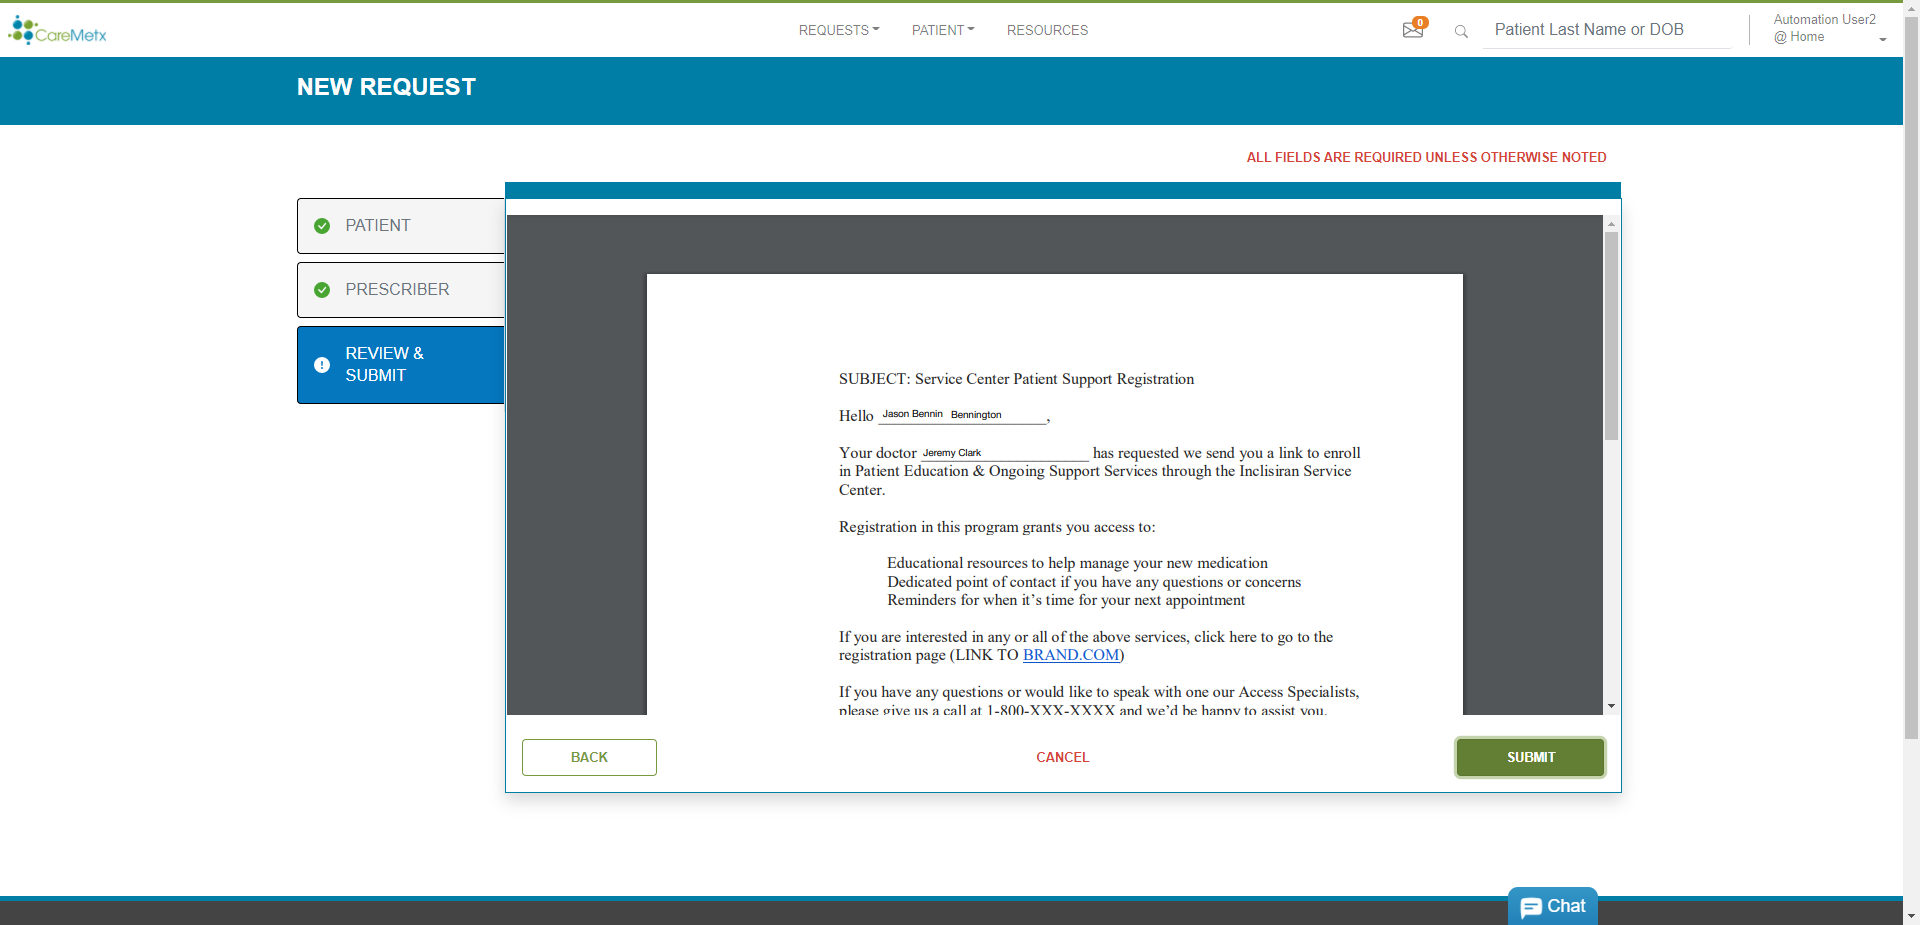 CareMetx
REQUESTS
PATIENT
RESOURCES
0
Patient Last Name or DOB
Automation User2
@ Home
NEW REQUEST
ALL FIELDS ARE REQUIRED UNLESS OTHERWISE NOTED
PATIENT
PRESCRIBER
REVIEW &
SUBMIT
SUBJECT: Service Center Patient Support Registration
Hello Jason Bennin Bennington,
Your doctor Jeremy Clark has requested we send you a link to enroll
in Patient Education & Ongoing Support Services through the Inclisiran Service
Center.
Registration in this program grants you access to:
Educational resources to help manage your new medication
Dedicated point of contact if you have any questions or concerns
Reminders for when it's time for your next appointment
If you are interested in any or all of the above services, click here to go to the
registration page (LINK TO BRAND.COM)
If you have any questions or would like to speak with one our Access Specialists,
please give us a call at 1-800-XXX-XXXX and we'd be happy to assist you.
BACK
CANCEL
SUBMIT
Chat